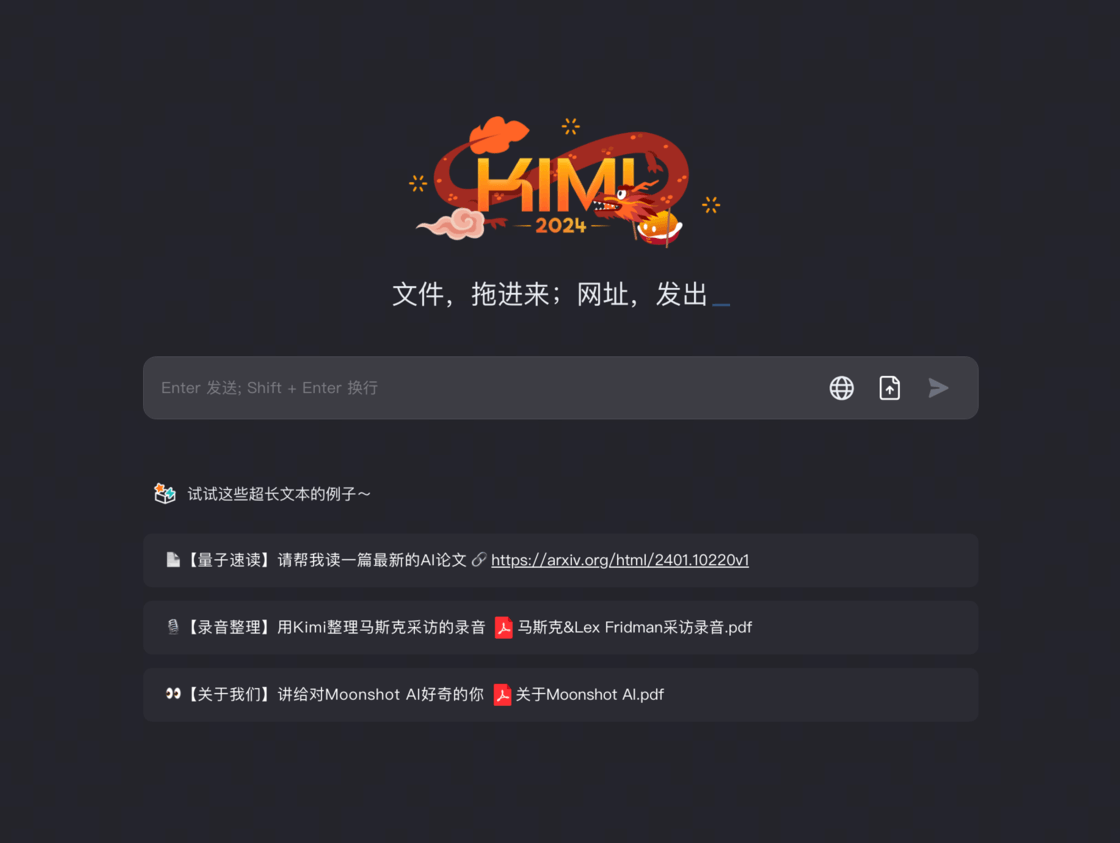 KIMI
2024
文件，拖进来；网址，发出_
Enter 发送; Shift + Enter 换行
试试这些超长文本的例子～
【量子速读】请帮我读一篇最新的AI论文 https://arxiv.org/html/2401.10220v1
【录音整理】用Kimi整理马斯克采访的录音 马斯克&Lex Fridman采访录音.pdf
【关于我们】讲给对Moonshot AI好奇的你 关于Moonshot AI.pdf